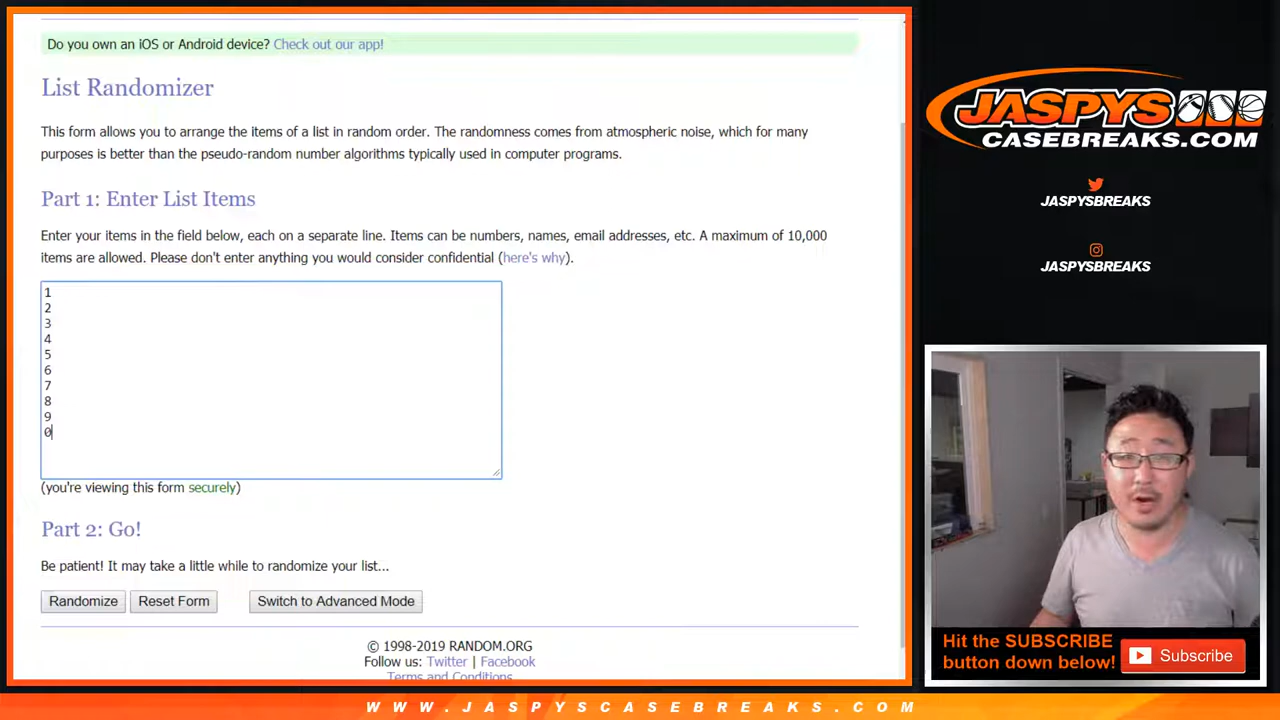 Do you own an iOS or Android device? Check out our app!
List Randomizer
This form allows you to arrange the items of a list in random order. The randomness comes from atmospheric noise, which for many
purposes is better than the pseudo-random number algorithms typically used in computer programs.
Part 1: Enter List Items
Enter your items in the field below, each on a separate line. Items can be numbers, names, email addresses, etc. A maximum of 10,000
items are allowed. Please don't enter anything you would consider confidential (here's why).
1
2
3
4
5
6
7
8
9
0
(you're viewing this form securely)
Part 2: Go!
Be patient! It may take a little while to randomize your list...
Randomize Reset Form Switch to Advanced Mode
© 1998-2019 RANDOM.ORG
Follow us: Twitter | Facebook
Terms and Conditions
JASPYS
CASEBREAKS.COM
JASPYSBREAKS
JASPYSBREAKS
Hit the SUBSCRIBE
button down below!
Subscribe
WWW.JASPYSCASEBREAKS.COM